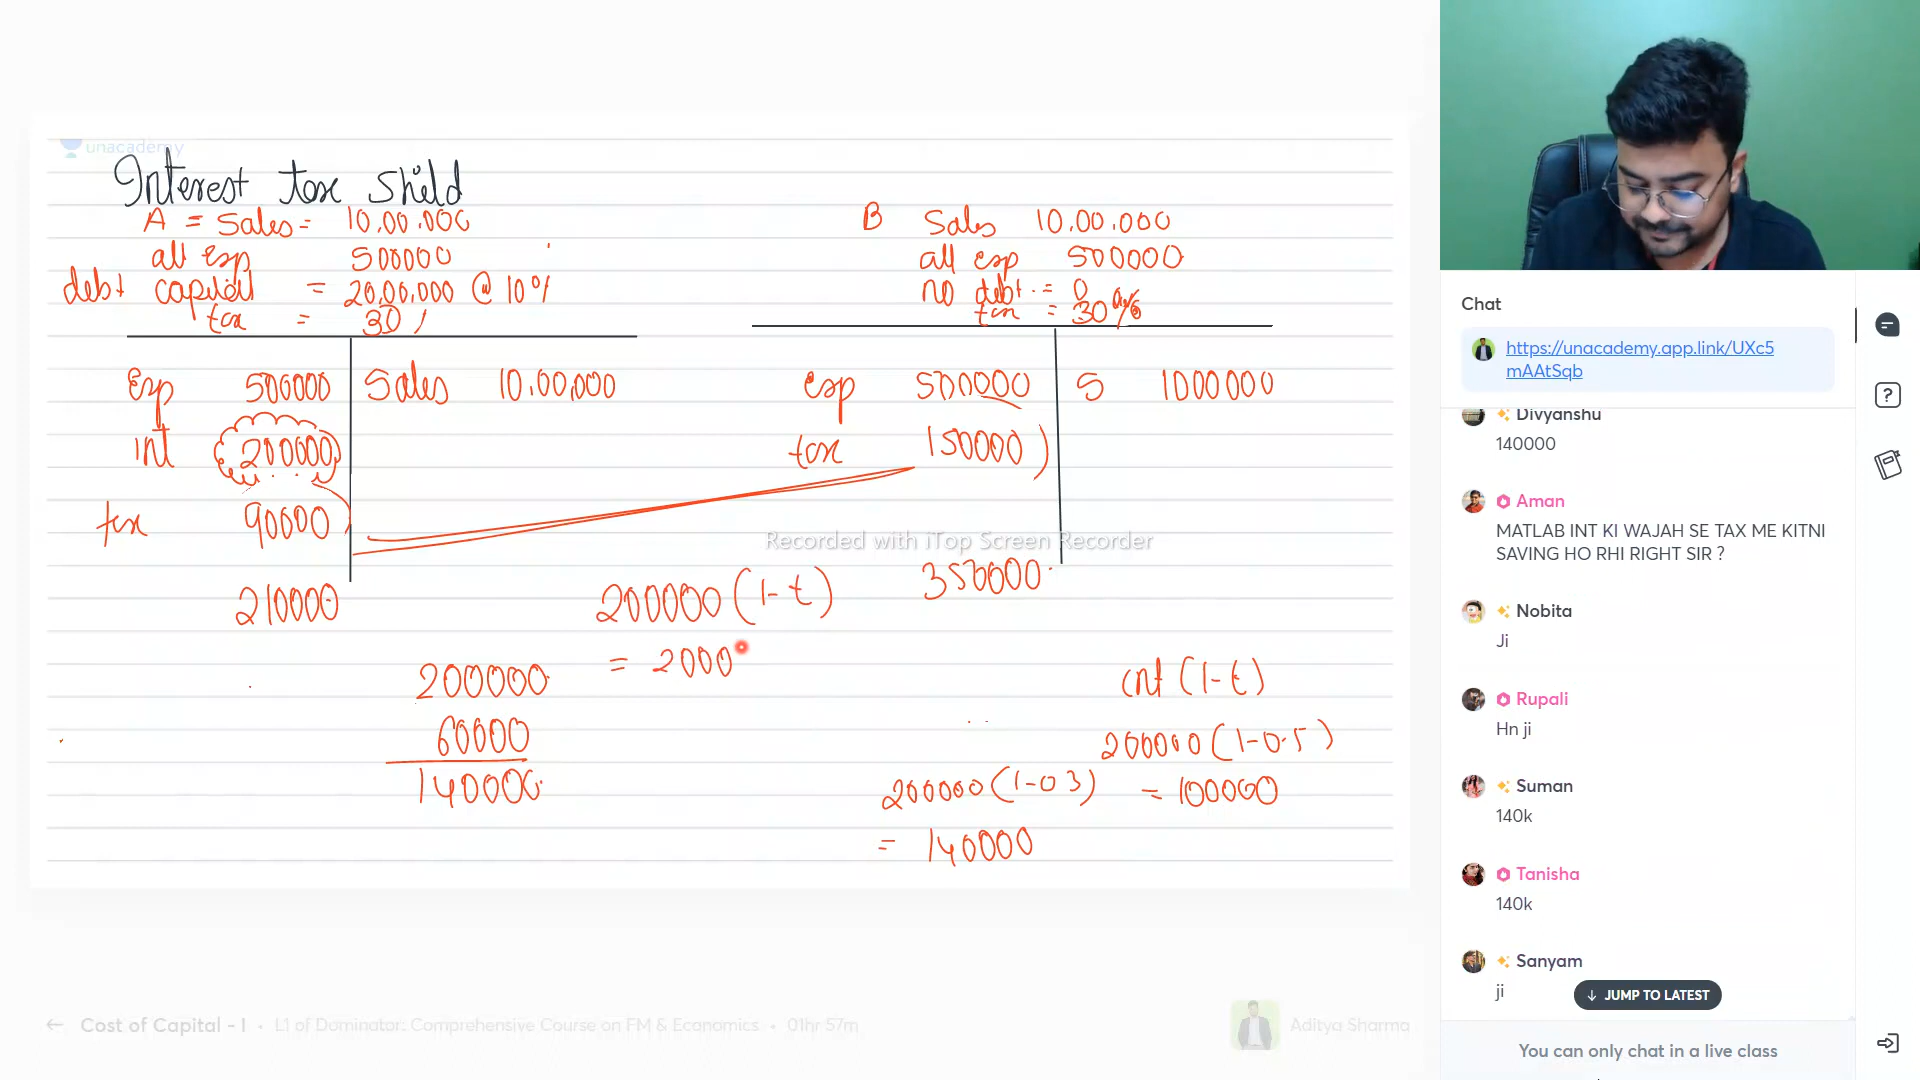 unacademy
Interest tax shild
A = Sales = 10,00,000
all exp 500000
debt capital = 20,00,000 @ 10%
tax = 30 /
B Sales 10,00,000
all exp 500000
no debt = 0
tax = 30%
Exp 500000 Sales 10,00,000
int 200000
tax 90000
210000
exp 500000 S 1000000
tax 150000
350000
200000 (1-t)
= 2000
200000
60000
140000
int (1-t)
200000 (1-0.5)
= 100000
200000 (1-0 3)
= 140000
Recorded with iTop Screen Recorder
Cost of Capital - I • L1 of Dominator: Comprehensive Course on FM & Economics • 01hr 57m
Aditya Sharma
Chat
https://unacademy.app.link/UXc5
mAAtSqb
Divyanshu
140000
Aman
MATLAB INT KI WAJAH SE TAX ME KITNI
SAVING HO RHI RIGHT SIR ?
Nobita
Ji
Rupali
Hn ji
Suman
140k
Tanisha
140k
Sanyam
ji
JUMP TO LATEST
You can only chat in a live class